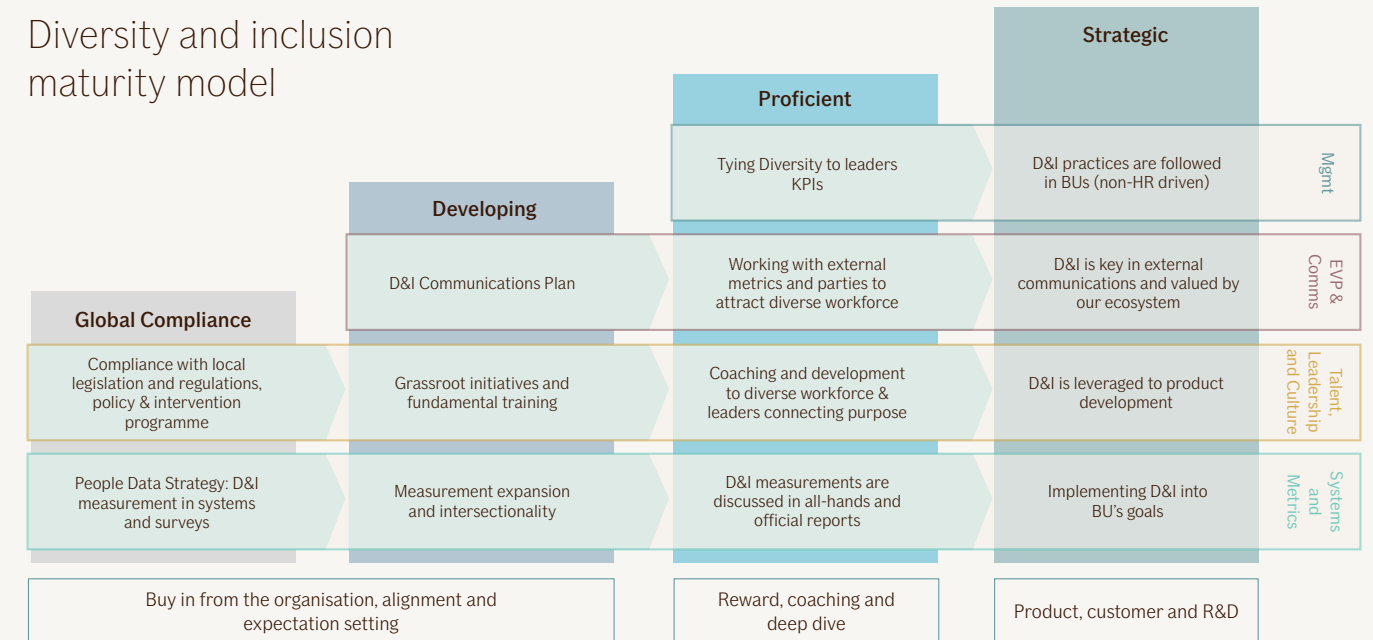 Diversity and inclusion
maturity model
Strategic
Proficient
Tying Diversity to leaders
KPIs
D&I practices are followed
in BUs (non-HR driven)
Mgmt
Developing
D&I Communications Plan
Working with external
metrics and parties to
attract diverse workforce
D&I is key in external
communications and valued by
our ecosystem
EVP &
Comms
Global Compliance
Compliance with local
legislation and regulations,
policy & intervention
programme
Grassroot initiatives and
fundamental training
Coaching and development
to diverse workforce &
leaders connecting purpose
D&I is leveraged to product
development
Talent,
Leadership
and Culture
People Data Strategy: D&I
measurement in systems
and surveys
Measurement expansion
and intersectionality
D&I measurements are
discussed in all-hands and
official reports
Implementing D&I into
BU's goals
Systems
and
Metrics
Buy in from the organisation, alignment and
expectation setting
Reward, coaching and
deep dive
Product, customer and R&D